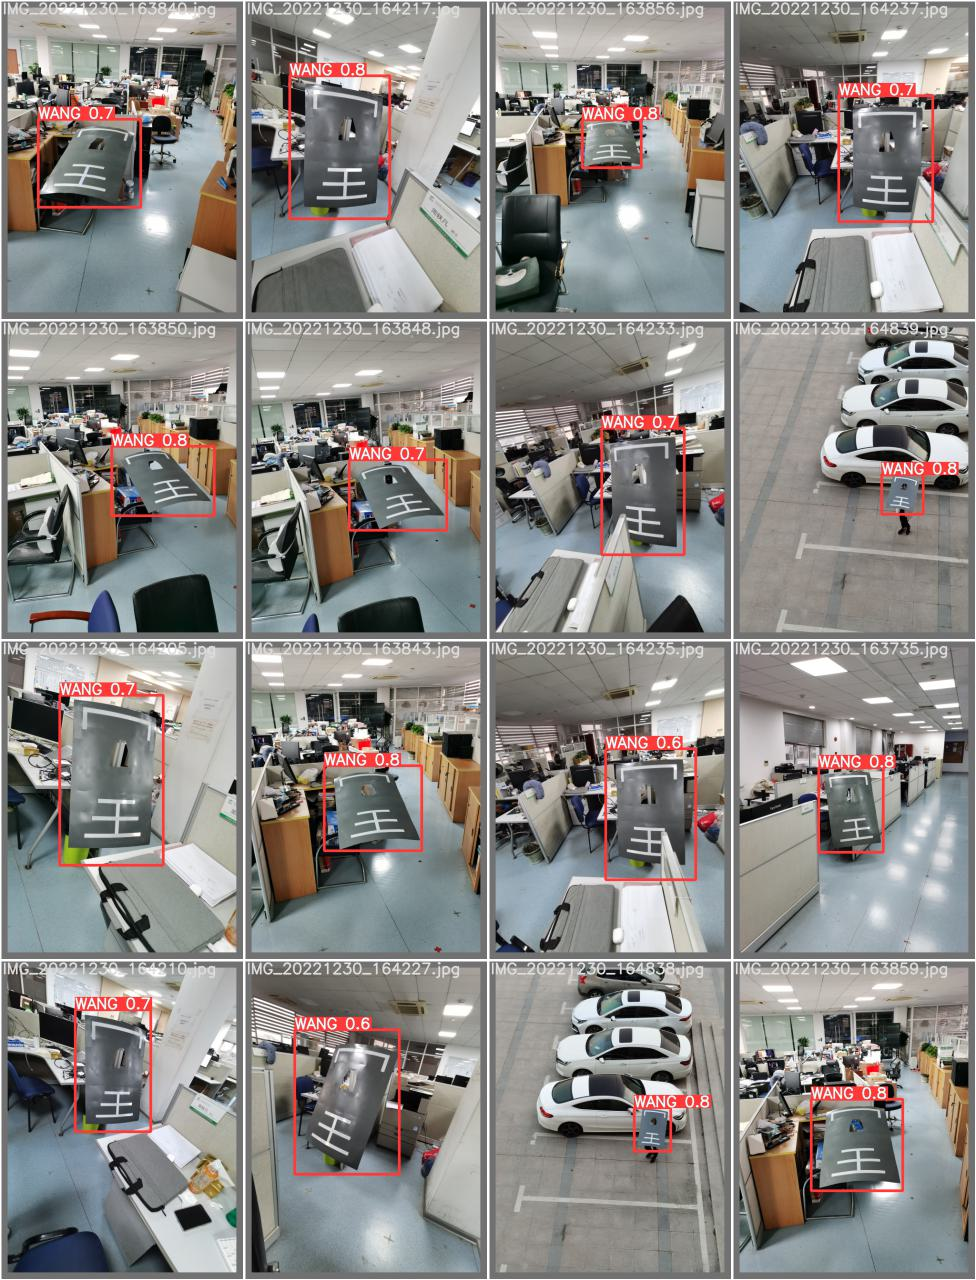 IMG_20221230_163840.jpg
WANG 0.7
王
IMG_20221230_164217.jpg
WANG 0.8
王
IMG_20221230_163856.jpg
WANG 0.8
王
IMG_20221230_164237.jpg
WANG 0.7
王
IMG_20221230_163850.jpg
WANG 0.8
王
IMG_20221230_163848.jpg
WANG 0.7
王
IMG_20221230_164233.jpg
WANG 0.7
王
IMG_20221230_164839.jpg
WANG 0.8
王
IMG_20221230_164205.jpg
WANG 0.7
王
IMG_20221230_163843.jpg
WANG 0.8
王
IMG_20221230_164235.jpg
WANG 0.6
王
IMG_20221230_163735.jpg
WANG 0.8
王
IMG_20221230_164210.jpg
WANG 0.7
王
IMG_20221230_164227.jpg
WANG 0.6
王
IMG_20221230_164838.jpg
WANG 0.8
王
IMG_20221230_163859.jpg
WANG 0.8
王